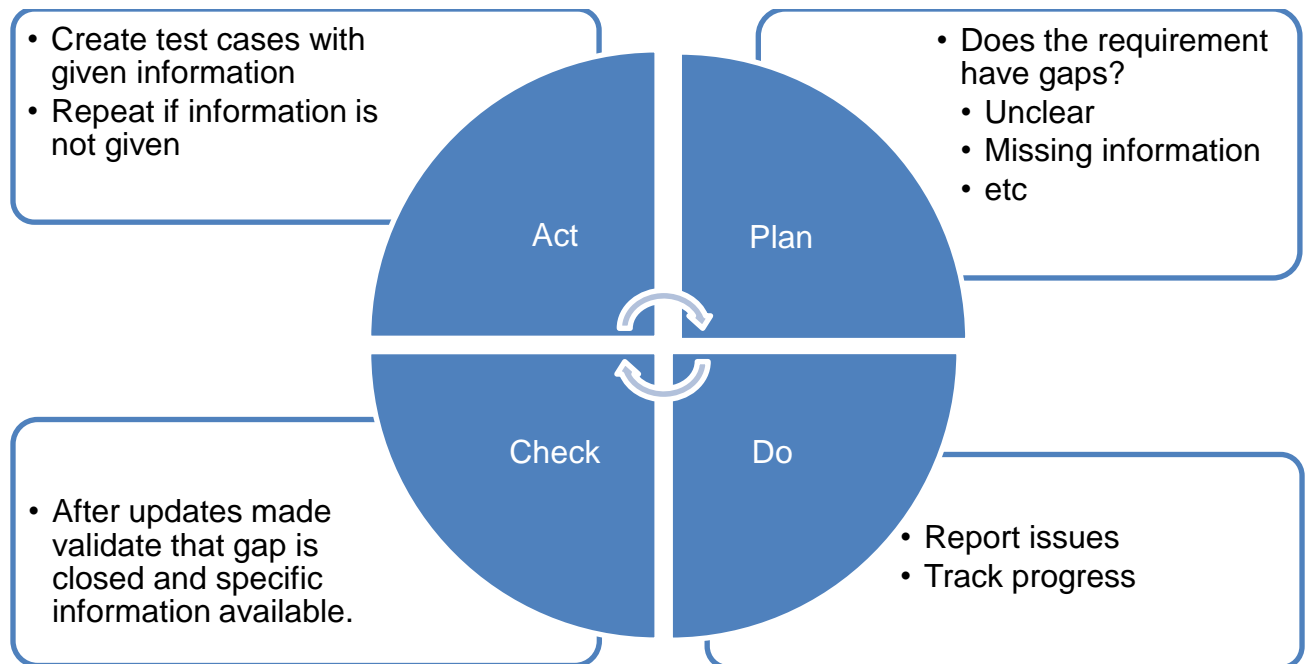 • Create test cases with
given information
• Repeat if information is
not given
• Does the requirement
have gaps?
• Unclear
• Missing information
• etc
Act
Plan
Check
Do
• After updates made
validate that gap is
closed and specific
information available.
• Report issues
• Track progress